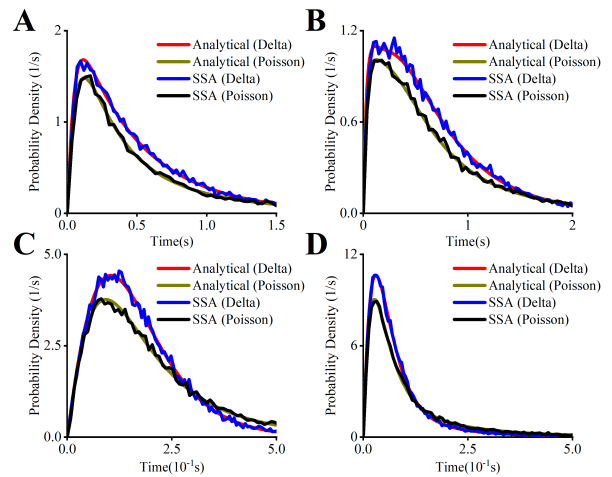 A
Probability Density (1/s)
2
1
0
0.0
0.5
1.0
1.5
Time(s)
Analytical (Delta)
Analytical (Poisson)
SSA (Delta)
SSA (Poisson)
B
Probability Density (1/s)
1.2
0.6
0.0
0
1
2
Time(s)
Analytical (Delta)
Analytical (Poisson)
SSA (Delta)
SSA (Poisson)
C
Probability Density (1/s)
5.0
2.5
0.0
0.0
2.5
5.0
Time(10⁻¹s)
Analytical (Delta)
Analytical (Poisson)
SSA (Delta)
SSA (Poisson)
D
Probability Density (1/s)
12
6
0
0.0
2.5
5.0
Time(10⁻¹s)
Analytical (Delta)
Analytical (Poisson)
SSA (Delta)
SSA (Poisson)